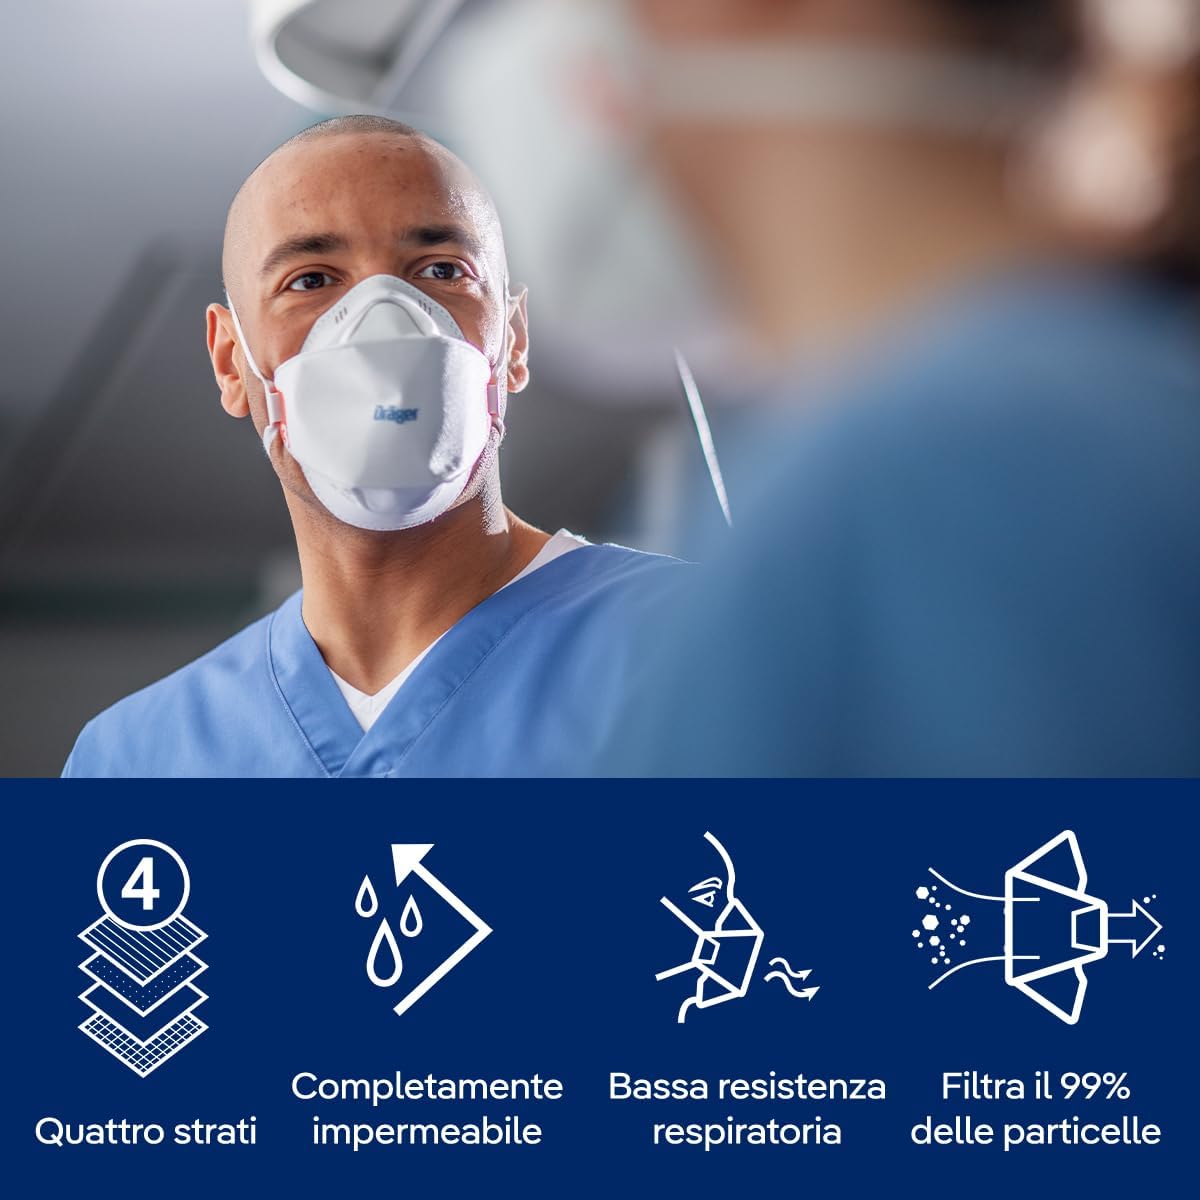 Dräger
4
Quattro strati
Completamente
impermeabile
Bassa resistenza
respiratoria
Filtra il 99%
delle particelle